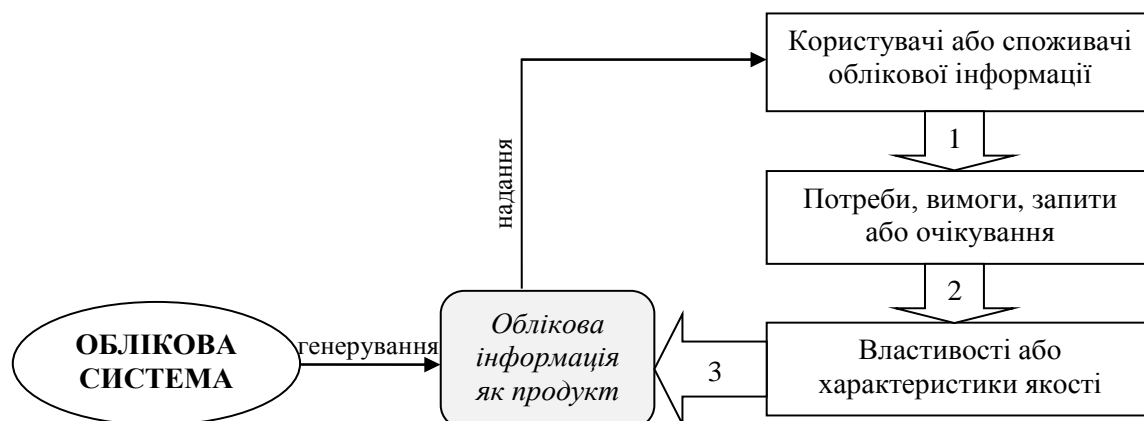 Користувачі або споживачі
облікової інформації
1
Потреби, вимоги, запити
або очікування
2
Властивості або
характеристики якості
3
надання
Облікова
інформація
як продукт
генерування
ОБЛІКОВА
СИСТЕМА